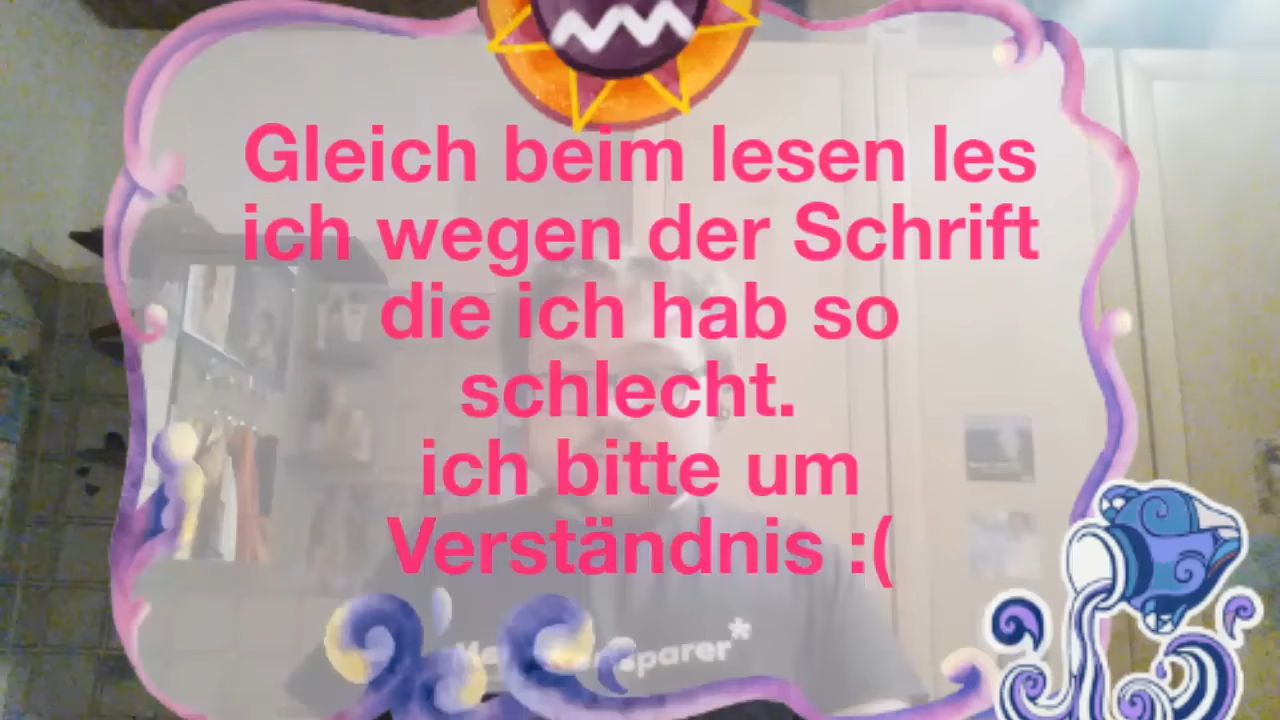 Gleich beim lesen les
ich wegen der Schrift
die ich hab so
schlecht.
ich bitte um
Verständnis :(